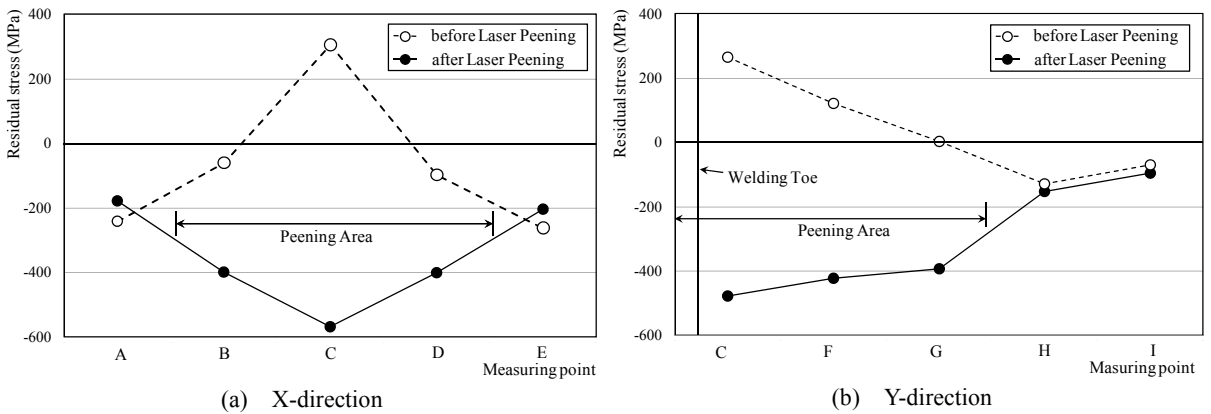 400
200
0
-200
-400
-600
Residual stress (MPa)
before Laser Peening
after Laser Peening
Peening Area
A B C D E
Measuring point
(a) X-direction
400
200
0
-200
-400
-600
Residual stress (MPa)
before Laser Peening
after Laser Peening
Welding Toe
Peening Area
C F G H I
Masuring point
(b) Y-direction